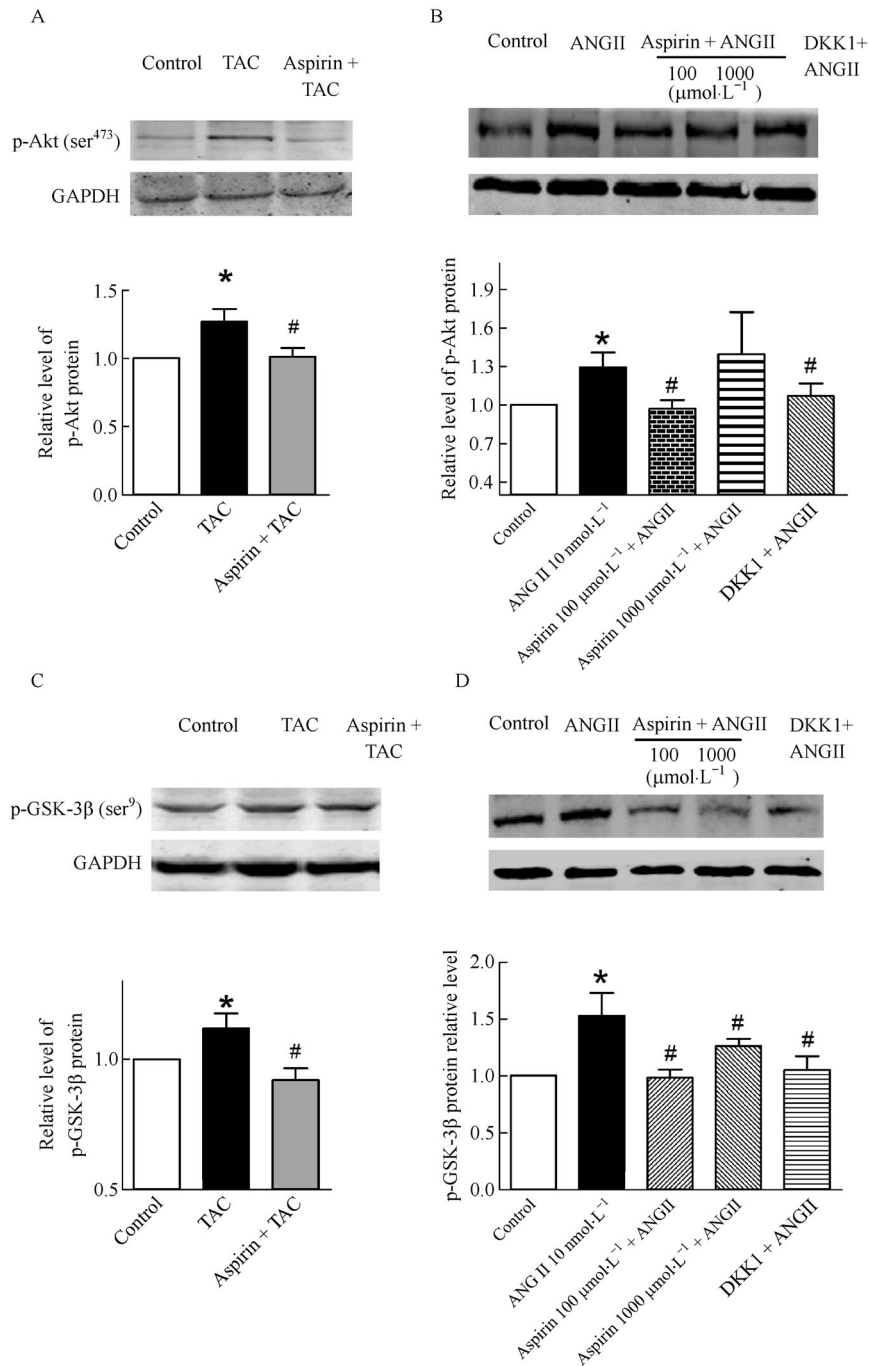 A
Control TAC Aspirin + TAC
p-Akt (ser⁴⁷³)
GAPDH
Relative level of
p-Akt protein
1.5
1.0
0.5
0.0
*
#
Control
TAC
Aspirin + TAC
B
Control ANGII Aspirin + ANGII DKK1+
ANGII
100 1000
(μmol·L⁻¹ )
Relative level of p-Akt protein
1.9
1.6
1.3
1.0
0.7
0.4
*
#
#
Control
ANG II 10 nmol·L⁻¹
Aspirin 100 μmol·L⁻¹ + ANGII
Aspirin 1000 μmol·L⁻¹ + ANGII
DKK1 + ANGII
C
Control TAC Aspirin +
TAC
p-GSK-3β (ser⁹)
GAPDH
Relative level of
p-GSK-3β protein
1.0
0.5
*
#
Control
TAC
Aspirin + TAC
D
Control ANGII Aspirin + ANGII DKK1+
ANGII
100 1000
(μmol·L⁻¹ )
p-GSK-3β protein relative level
2.0
1.5
1.0
0.5
0.0
*
#
#
#
Control
ANG II 10 nmol·L⁻¹
Aspirin 100 μmol·L⁻¹ + ANGII
Aspirin 1000 μmol·L⁻¹ + ANGII
DKK1 + ANGII